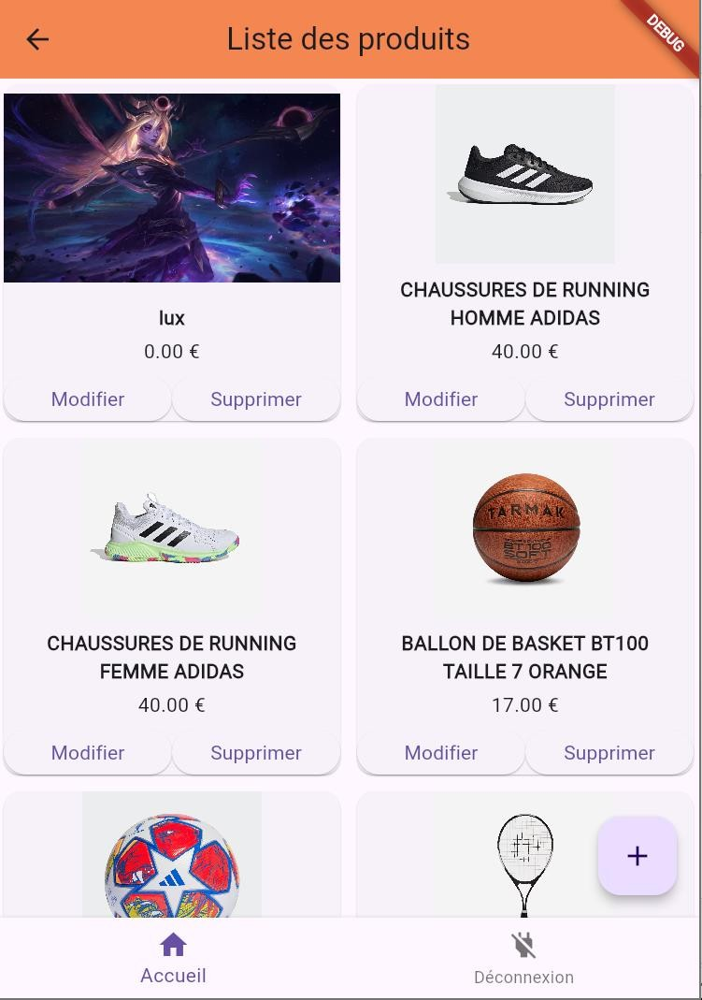 Liste des produits
DEBUG
lux
0.00 €
Modifier
Supprimer
CHAUSSURES DE RUNNING
HOMME ADIDAS
40.00 €
Modifier
Supprimer
CHAUSSURES DE RUNNING
FEMME ADIDAS
40.00 €
Modifier
Supprimer
TARMAK
BT100
SOFT
BALLON DE BASKET BT100
TAILLE 7 ORANGE
17.00 €
Modifier
Supprimer
+
Accueil
Déconnexion